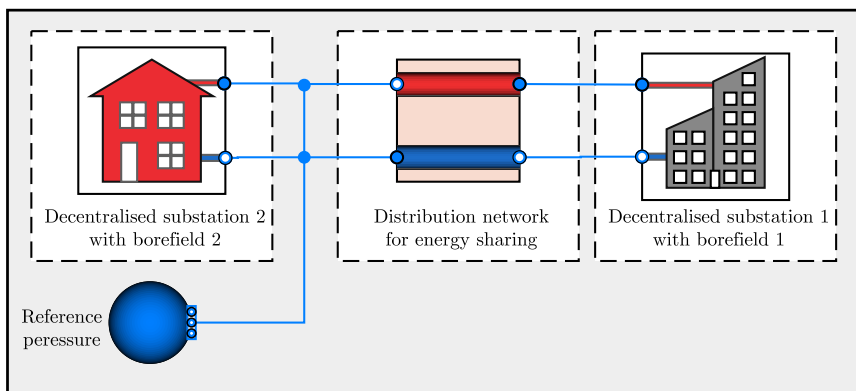 Decentralised substation 2
with borefield 2
Distribution network
for energy sharing
Decentralised substation 1
with borefield 1
Reference
peressure